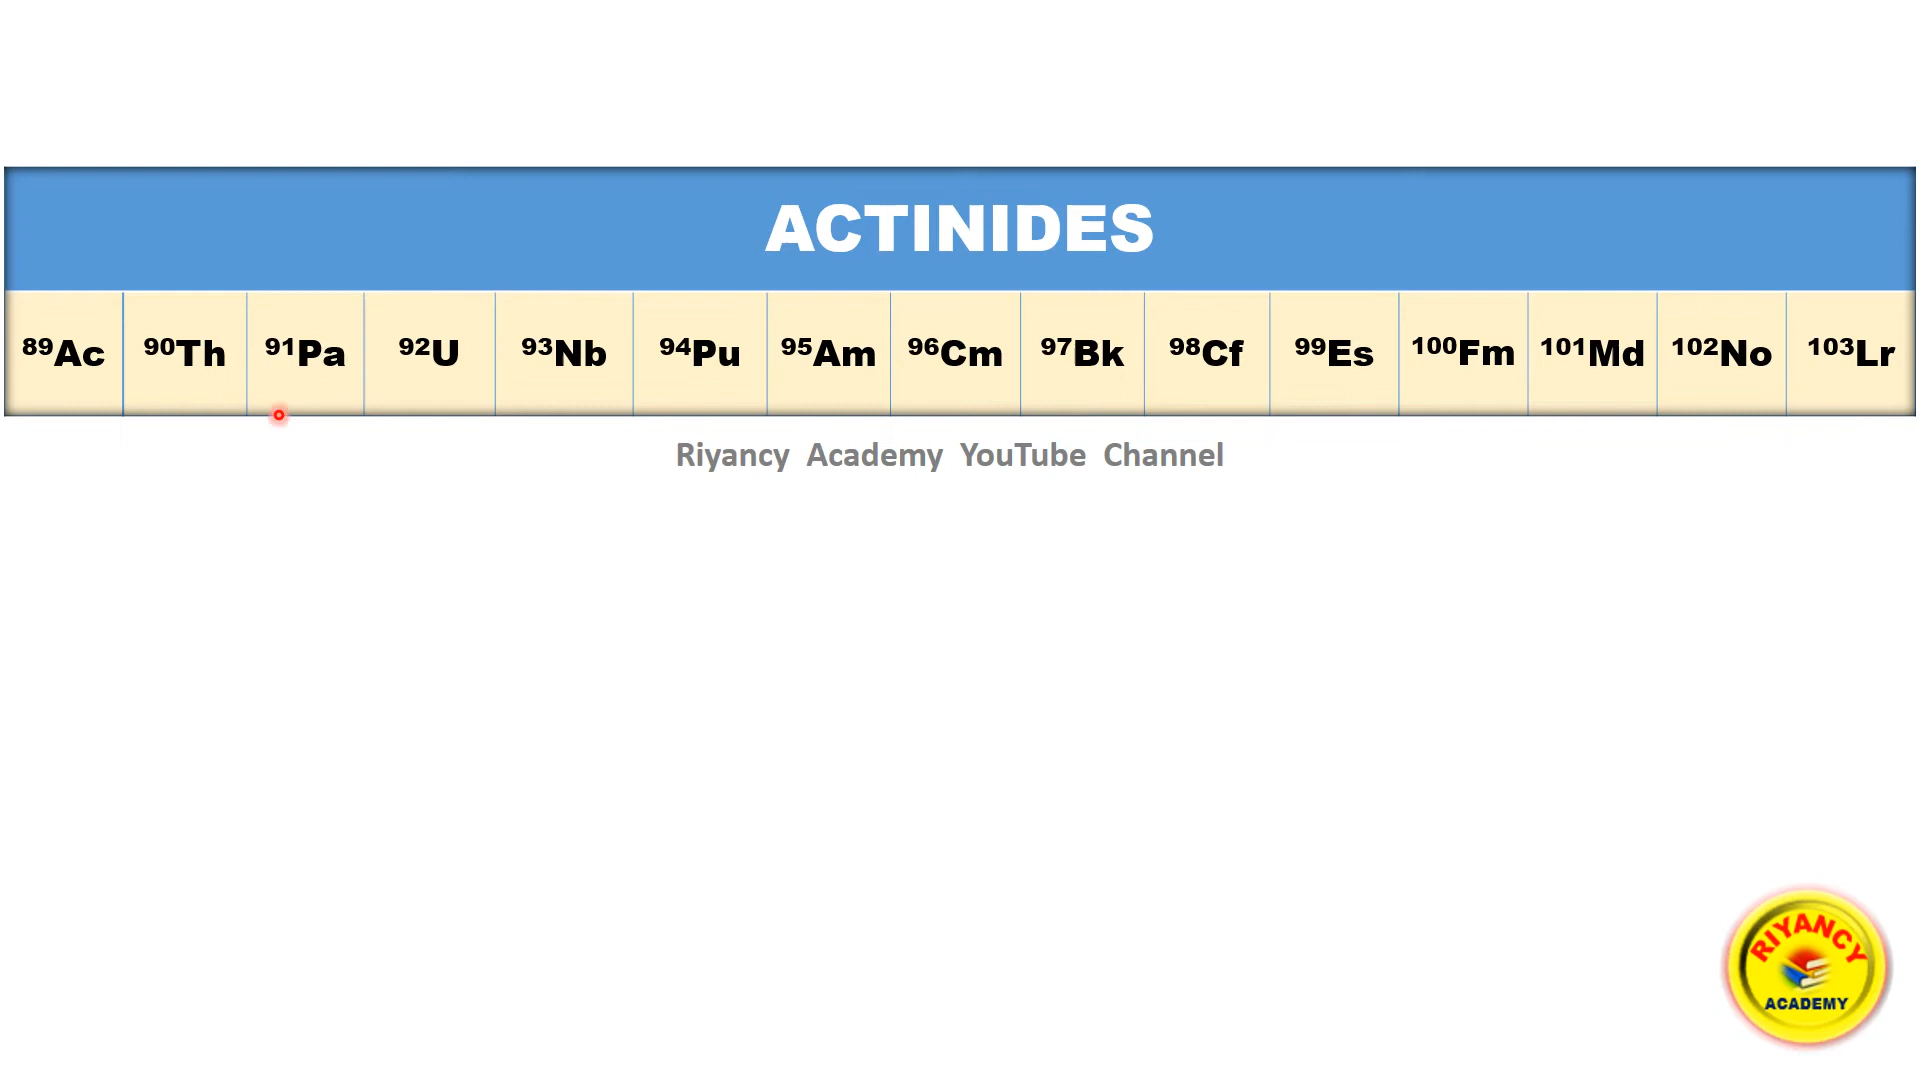 ACTINIDES
⁸⁹Ac ⁹⁰Th ⁹¹Pa ⁹²U ⁹³Nb ⁹⁴Pu ⁹⁵Am ⁹⁶Cm ⁹⁷Bk ⁹⁸Cf ⁹⁹Es ¹⁰⁰Fm ¹⁰¹Md ¹⁰²No ¹⁰³Lr
Riyancy Academy YouTube Channel
RIYANCY
ACADEMY